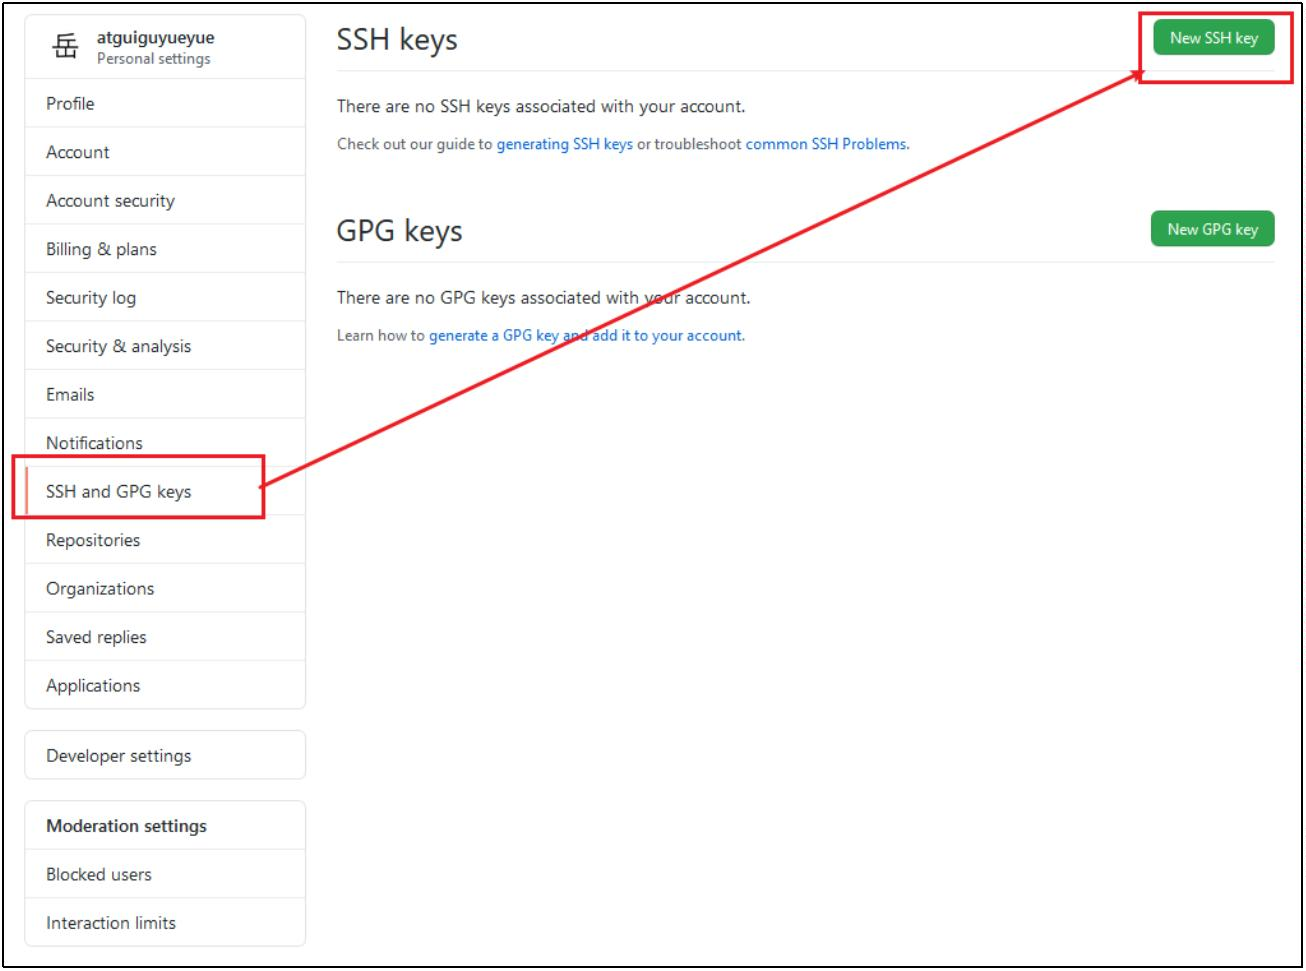 岳
atguiguyueyue
Personal settings
Profile
Account
Account security
Billing & plans
Security log
Security & analysis
Emails
Notifications
SSH and GPG keys
Repositories
Organizations
Saved replies
Applications
Developer settings
Moderation settings
Blocked users
Interaction limits
SSH keys
New SSH key
There are no SSH keys associated with your account.
Check out our guide to generating SSH keys or troubleshoot common SSH Problems.
GPG keys
New GPG key
There are no GPG keys associated with your account.
Learn how to generate a GPG key and add it to your account.